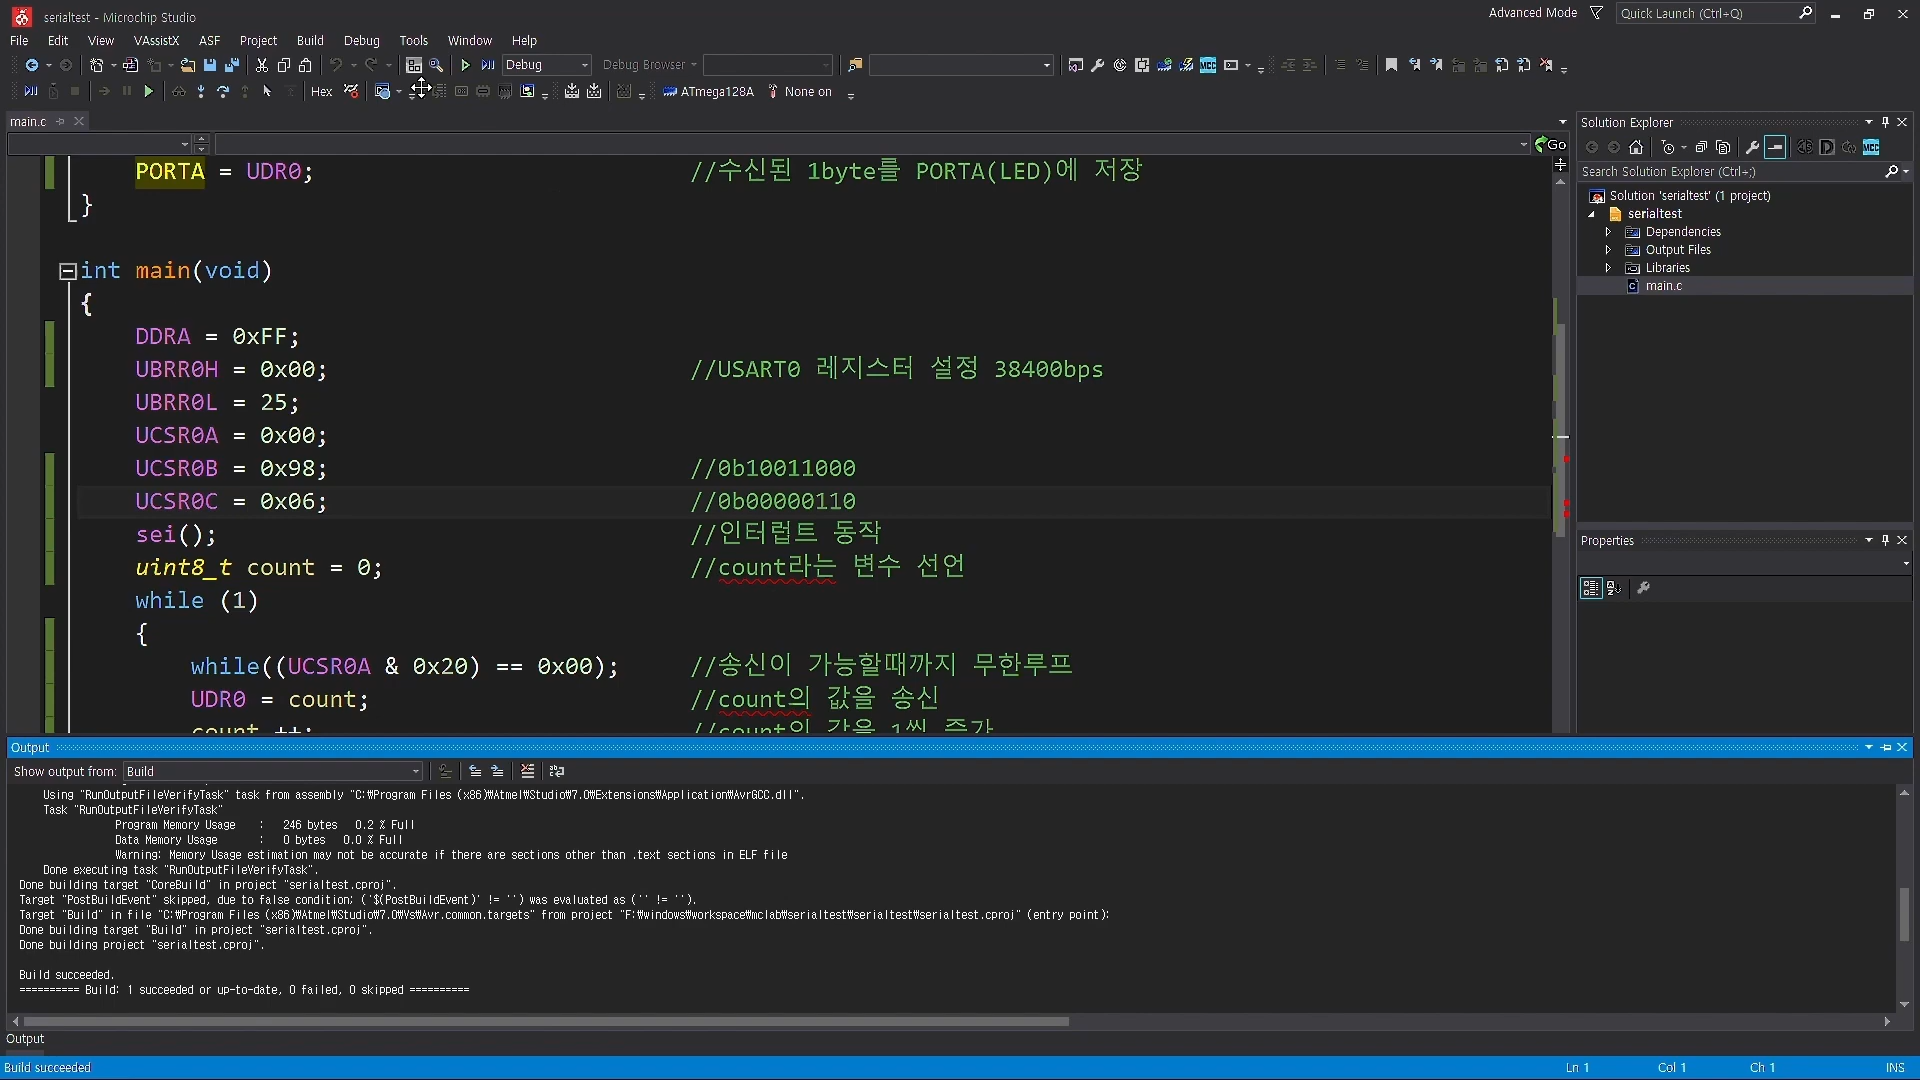 serialtest - Microchip Studio
Advanced Mode
Quick Launch (Ctrl+Q)
File Edit View VAssistX ASF Project Build Debug Tools Window Help
Debug Debug Browser
Hex ATmega128A None on
main.c
Go
PORTA = UDR0; //수신된 1byte를 PORTA(LED)에 저장
}
int main(void)
{
DDRA = 0xFF;
UBRR0H = 0x00; //USART0 레지스터 설정 38400bps
UBRR0L = 25;
UCSR0A = 0x00;
UCSR0B = 0x98; //0b10011000
UCSR0C = 0x06; //0b00000110
sei(); //인터럽트 동작
uint8_t count = 0; //count라는 변수 선언
while (1)
{
while((UCSR0A & 0x20) == 0x00); //송신이 가능할때까지 무한루프
UDR0 = count; //count의 값을 송신
count ++; //count의 값을 1씩 증가
Solution Explorer
Search Solution Explorer (Ctrl+;)
Solution 'serialtest' (1 project)
serialtest
Dependencies
Output Files
Libraries
main.c
Properties
Output
Show output from: Build
Using "RunOutputFileVerifyTask" task from assembly "C:₩Program Files (x86)₩Atmel₩Studio₩7.0₩Extensions₩Application₩AvrGCC.dll".
Task "RunOutputFileVerifyTask"
Program Memory Usage : 246 bytes 0.2 % Full
Data Memory Usage : 0 bytes 0.0 % Full
Warning: Memory Usage estimation may not be accurate if there are sections other than .text sections in ELF file
Done executing task "RunOutputFileVerifyTask".
Done building target "CoreBuild" in project "serialtest.cproj".
Target "PostBuildEvent" skipped, due to false condition; ('$(PostBuildEvent)' != '') was evaluated as ('' != '').
Target "Build" in file "C:₩Program Files (x86)₩Atmel₩Studio₩7.0₩Vs₩Avr.common.targets" from project "F:₩windows₩workspace₩mclab₩serialtest₩serialtest₩serialtest.cproj" (entry point):
Done building target "Build" in project "serialtest.cproj".
Done building project "serialtest.cproj".
Build succeeded.
========== Build: 1 succeeded or up-to-date, 0 failed, 0 skipped ==========
Output
Build succeeded Ln 1 Col 1 Ch 1 INS